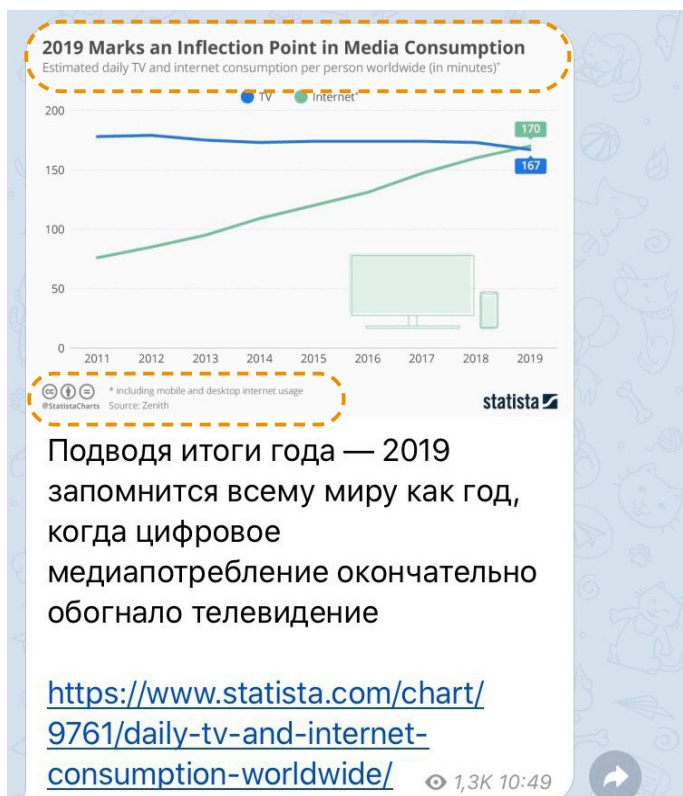 2019 Marks an Inflection Point in Media Consumption
Estimated daily TV and internet consumption per person worldwide (in minutes)*
TV Internet*
200
170
150
167
100
50
0
2011 2012 2013 2014 2015 2016 2017 2018 2019
* including mobile and desktop internet usage
@StatistaCharts Source: Zenith
statista
Подводя итоги года — 2019
запомнится всему миру как год,
когда цифровое
медиапотребление окончательно
обогнало телевидение
https://www.statista.com/chart/
9761/daily-tv-and-internet-
consumption-worldwide/
1,3K 10:49